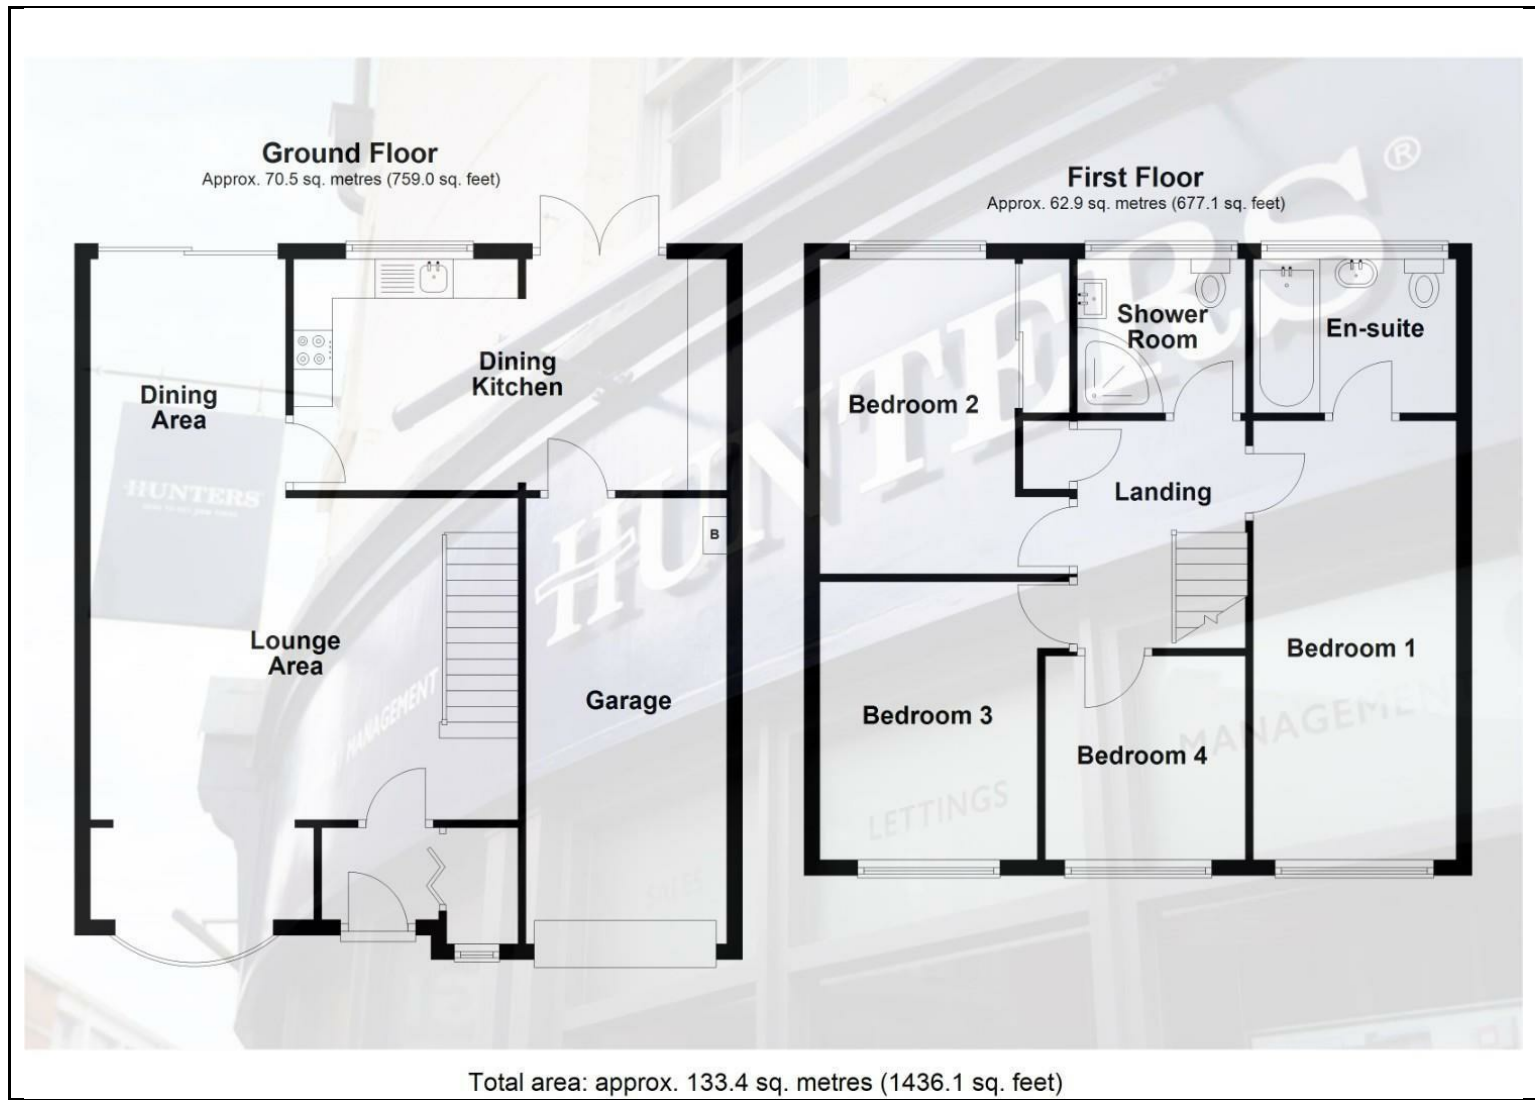 Ground Floor
Approx. 70.5 sq. metres (759.0 sq. feet)
First Floor
Approx. 62.9 sq. metres (677.1 sq. feet)
HUNTERS®
Dining
Area
Dining
Kitchen
HUNTERS
Lounge
Area
B
Garage
MANAGEMENT
SALES
LETTINGS
MANAGEMENT
Shower
Room
En-suite
Bedroom 2
Landing
Bedroom 1
Bedroom 3
Bedroom 4
Total area: approx. 133.4 sq. metres (1436.1 sq. feet)